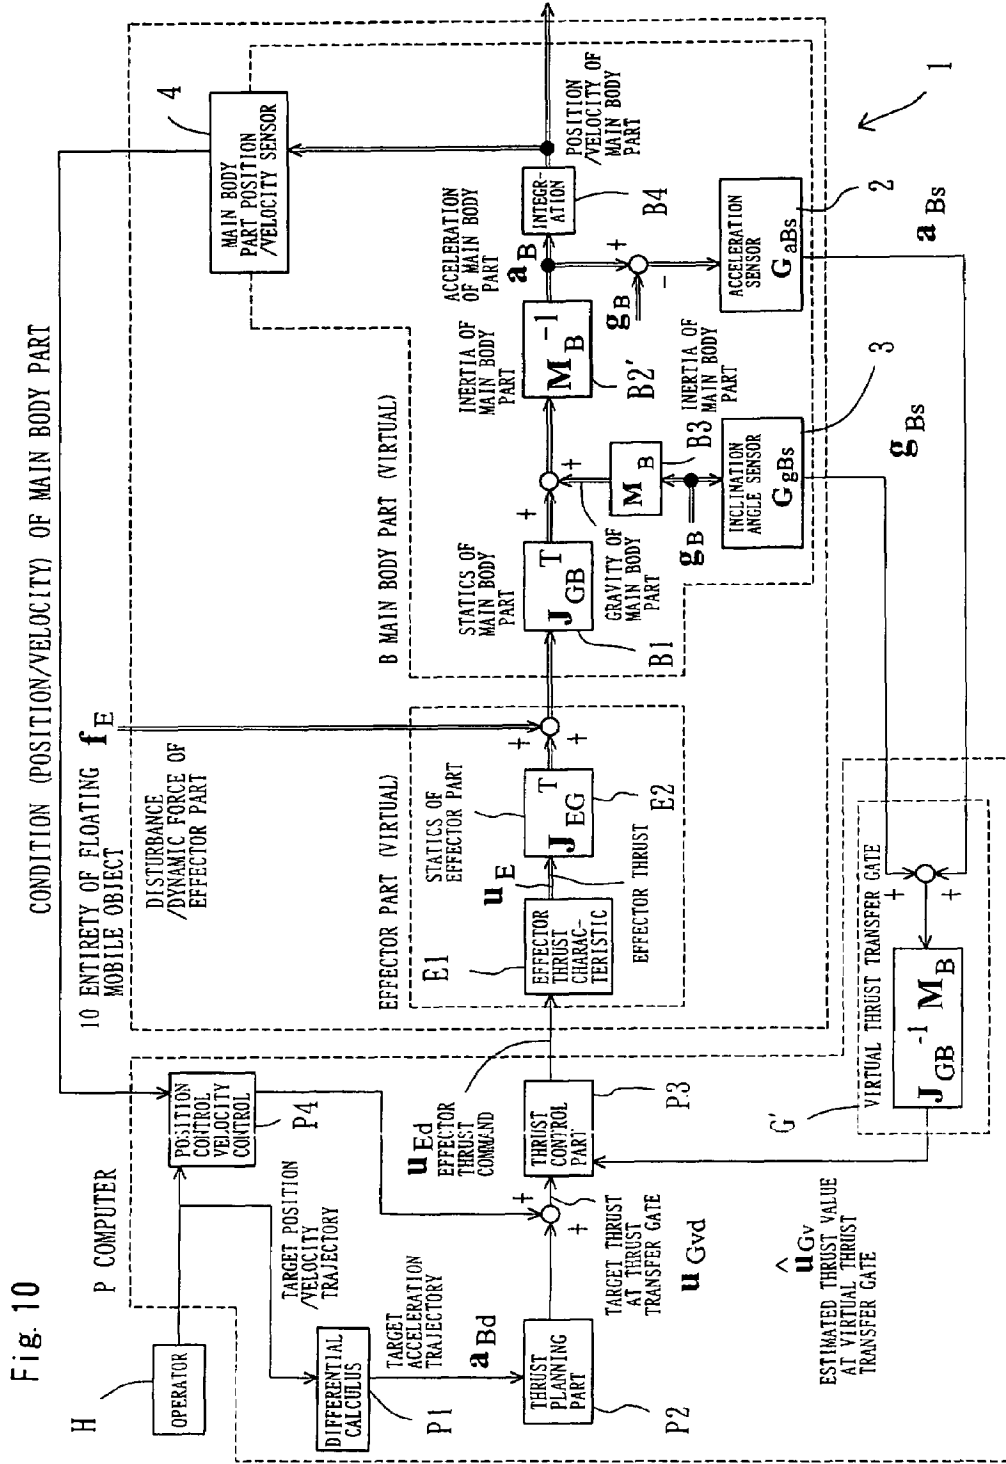 Fig. 10
H
OPERATOR
P COMPUTER
TARGET POSITION
/VELOCITY
TRAJECTORY
POSITION
CONTROL
VELOCITY
CONTROL
P4
DIFFERENTIAL
CALCULUS
P1
TARGET
ACCELERATION
TRAJECTORY
a Bd
THRUST
PLANNING
PART
P2
+
+
TARGET THRUST
AT THRUST
TRANSFER GATE
u Gvd
u Ed
EFFECTOR
THRUST
COMMAND
THRUST
CONTROL
PART
P3
ESTIMATED THRUST VALUE
AT VIRTUAL THRUST
TRANSFER GATE
û Gv
G'
VIRTUAL THRUST TRANSFER GATE
J GB -1 M B
+
+
CONDITION (POSITION/VELOCITY) OF MAIN BODY PART
10 ENTIRETY OF FLOATING
MOBILE OBJECT
DISTURBANCE
/DYNAMIC FORCE OF
EFFECTOR PART
f E
EFFECTOR PART (VIRTUAL)
E1
EFFECTOR
THRUST
CHARAC-
TERISTIC
u E
EFFECTOR THRUST
STATICS OF
EFFECTOR PART
J EG T
E2
+
+
B MAIN BODY PART (VIRTUAL)
STATICS OF
MAIN BODY
PART
J GB T
B1
+
+
GRAVITY OF
MAIN BODY
PART
M B
B3
INERTIA OF
MAIN BODY
PART
g B
INCLINATION
ANGLE SENSOR
G gBs
3
g Bs
INERTIA OF
MAIN BODY
PART
M B -1
B2'
ACCELERATION
OF MAIN BODY
PART
a B
g B
+
-
ACCELERATION
SENSOR
G aBs
2
a Bs
INTEGR-
ATION
B4
POSITION
/VELOCITY OF
MAIN BODY
PART
MAIN BODY
PART POSITION
/VELOCITY SENSOR
4
1